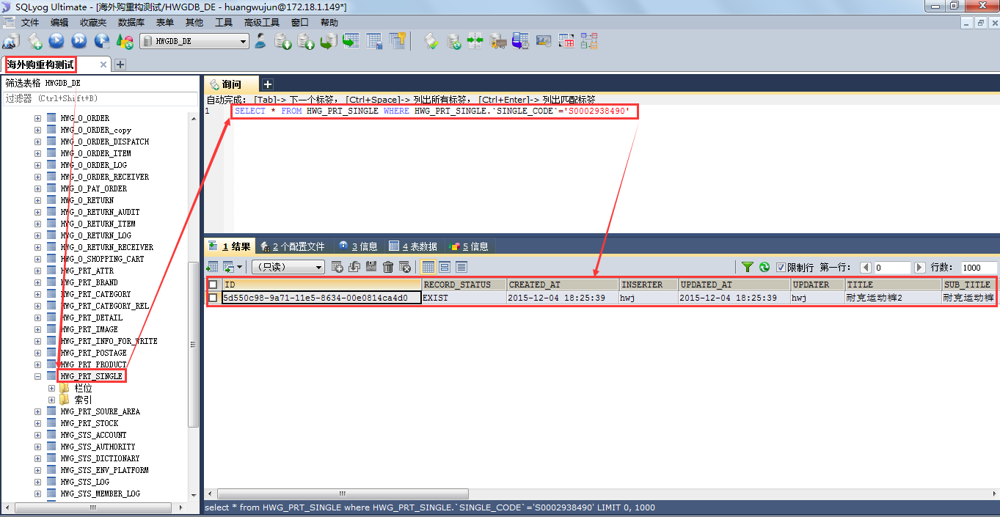 SQLyog Ultimate - [海外购重构测试/HWGDB_DE - huangwujun@172.18.1.149*]
文件 编辑 收藏夹 数据库 表单 其他 工具 高级工具 窗口 帮助
HWGDB_DE
海外购重构测试
筛选表格 HWGDB_DE
过滤器 (Ctrl+Shift+B)
HWG_O_ORDER
HWG_O_ORDER_copy
HWG_O_ORDER_DISPATCH
HWG_O_ORDER_ITEM
HWG_O_ORDER_LOG
HWG_O_ORDER_RECEIVER
HWG_O_PAY_ORDER
HWG_O_RETURN
HWG_O_RETURN_AUDIT
HWG_O_RETURN_ITEM
HWG_O_RETURN_LOG
HWG_O_RETURN_RECEIVER
HWG_O_SHOPPING_CART
HWG_PRT_ATTR
HWG_PRT_BRAND
HWG_PRT_CATEGORY
HWG_PRT_CATEGORY_REL
HWG_PRT_DETAIL
HWG_PRT_IMAGE
HWG_PRT_INFO_FOR_WRITE
HWG_PRT_POSTAGE
HWG_PRT_PRODUCT
HWG_PRT_SINGLE
栏位
索引
HWG_PRT_SOURE_AREA
HWG_PRT_STOCK
HWG_SYS_ACCOUNT
HWG_SYS_AUTHORITY
HWG_SYS_DICTIONARY
HWG_SYS_ENV_PLATFORM
HWG_SYS_LOG
HWG_SYS_MEMBER_LOG
询问
自动完成: [Tab]-> 下一个标签, [Ctrl+Space]-> 列出所有标签, [Ctrl+Enter]-> 列出匹配标签
1 SELECT * FROM HWG_PRT_SINGLE WHERE HWG_PRT_SINGLE.`SINGLE_CODE`='S0002938490'
1 结果 2 个配置文件 3 信息 4 表数据 5 信息
(只读) 限制行 第一行: 0 行数: 1000
ID RECORD_STATUS CREATED_AT INSERTER UPDATED_AT UPDATER TITLE SUB_TITLE
5d550c98-9a71-11e5-8634-00e0814ca4d0 EXIST 2015-12-04 18:25:39 hwj 2015-12-04 18:25:39 hwj 耐克运动裤2 耐克运动裤
select * from HWG_PRT_SINGLE where HWG_PRT_SINGLE.`SINGLE_CODE`='S0002938490' LIMIT 0, 1000